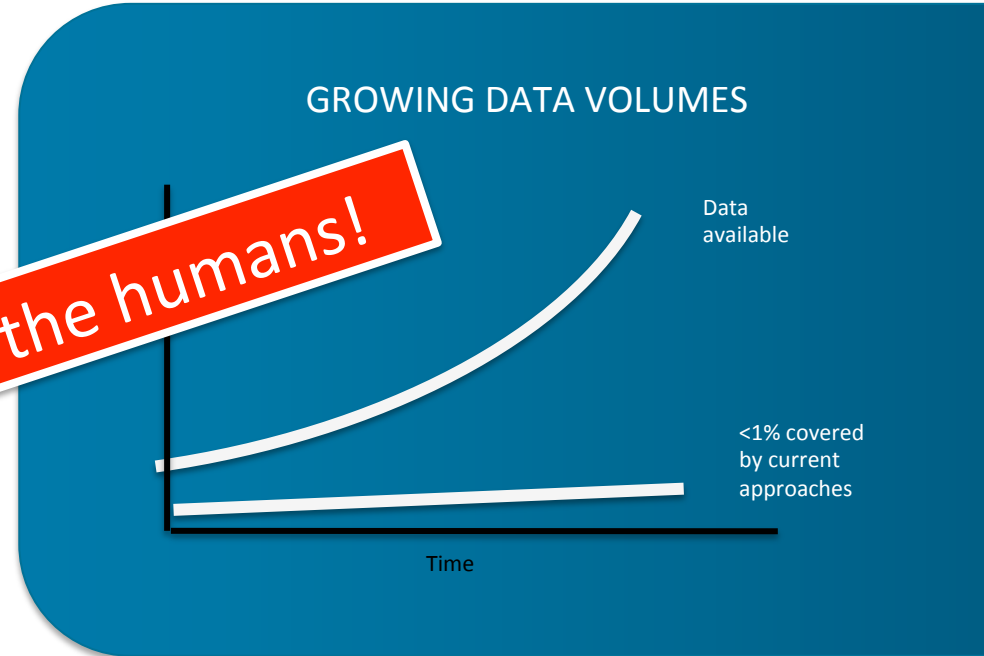 GROWING DATA VOLUMES
the humans!
Data
available
<1% covered
by current
approaches
Time